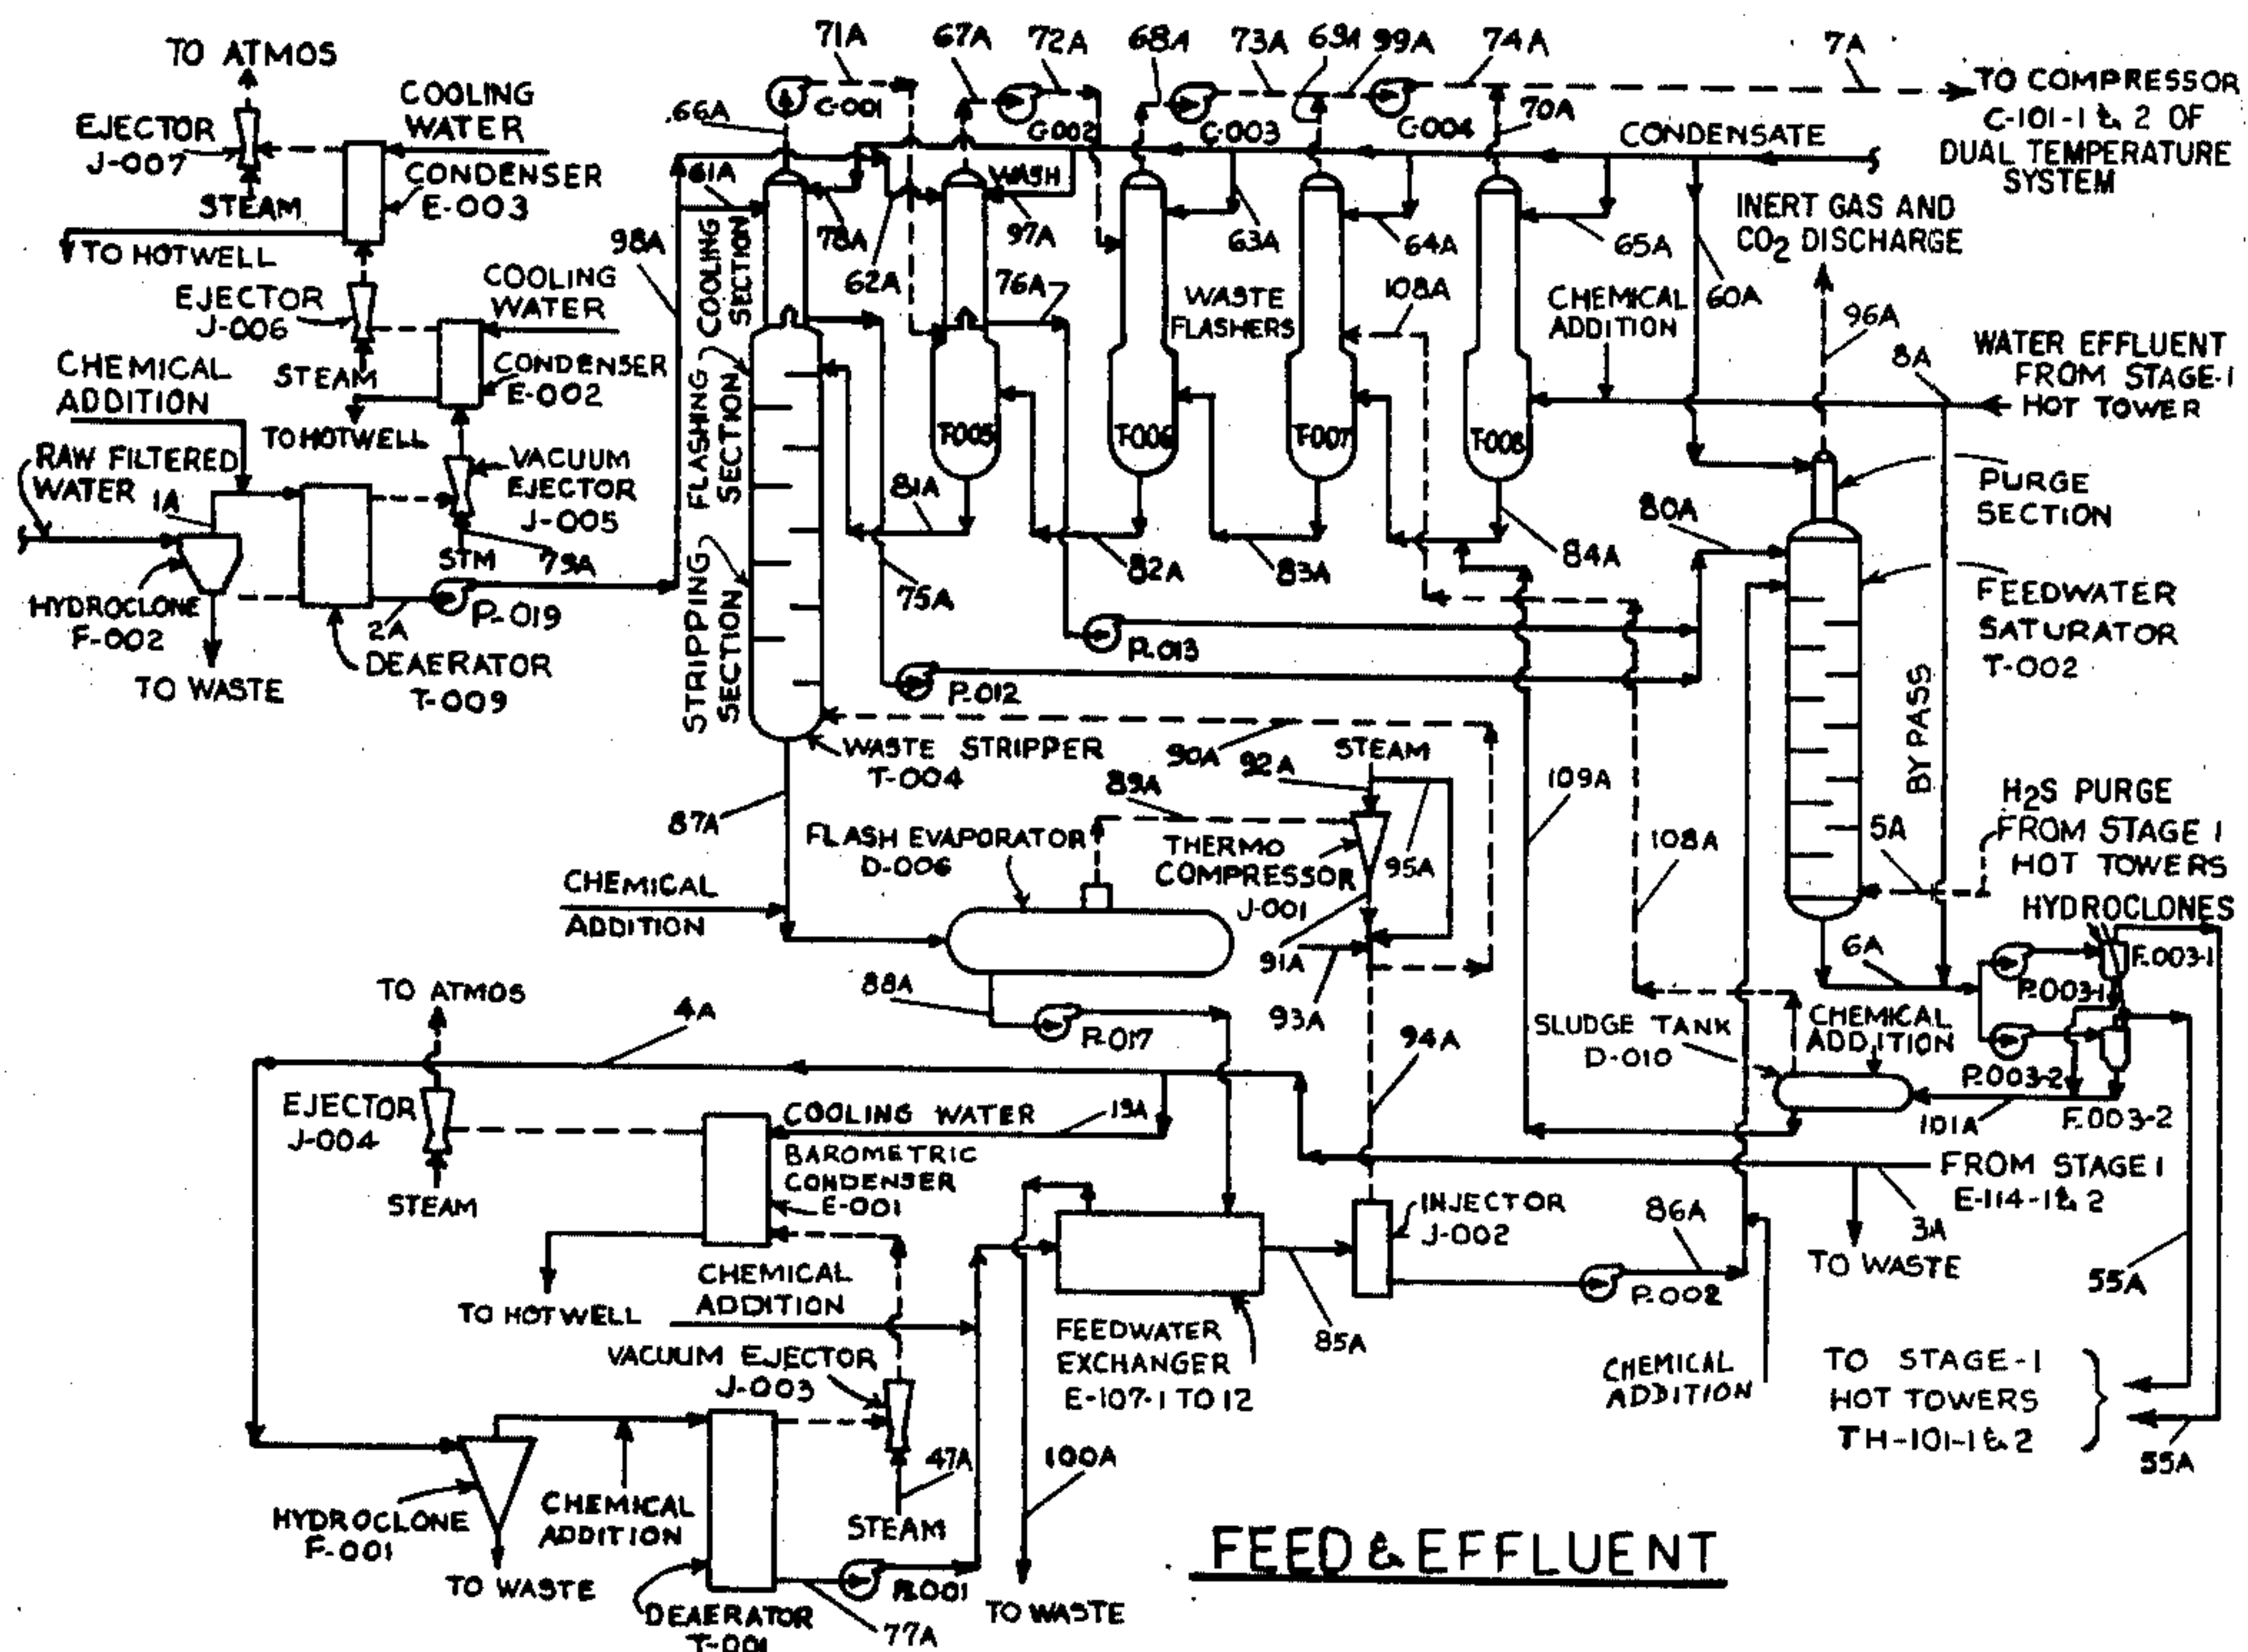 71A
67A
72A
68A
73A
69A
99A
74A
7A
TO ATMOS
COOLING
WATER
EJECTOR
J-007
STEAM
CONDENSER
E-003
TO HOTWELL
66A
C-001
C-002
C-003
C-004
70A
TO COMPRESSOR
C-101-1 & 2 OF
DUAL TEMPERATURE
SYSTEM
CONDENSATE
61A
WASH
98A
COOLING
SECTION
78A
62A
97A
76A
63A
64A
65A
60A
INERT GAS AND
CO2 DISCHARGE
WASTE
FLASHERS
108A
CHEMICAL
ADDITION
96A
8A
WATER EFFLUENT
FROM STAGE-1
HOT TOWER
COOLING
WATER
EJECTOR
J-006
STEAM
CONDENSER
E-002
TO HOTWELL
CHEMICAL
ADDITION
RAW FILTERED
WATER
1A
VACUUM
EJECTOR
J-005
STM
79A
HYDROCLONE
F-002
TO WASTE
DEAERATOR
T-009
2A
P-019
FLASHING
SECTION
STRIPPING
SECTION
T-005
T-006
T-007
T-008
81A
82A
83A
84A
75A
80A
PURGE
SECTION
FEEDWATER
SATURATOR
T-002
P-013
P-012
BY PASS
WASTE STRIPPER
T-004
90A
92A
STEAM
89A
87A
FLASH EVAPORATOR
D-006
THERMO
COMPRESSOR
J-001
95A
109A
108A
5A
H2S PURGE
FROM STAGE 1
HOT TOWERS
HYDROCLONES
F-003-1
CHEMICAL
ADDITION
91A
93A
6A
P-003-1
88A
P-017
94A
SLUDGE TANK
D-010
CHEMICAL
ADDITION
P-003-2
101A
F-003-2
TO ATMOS
4A
EJECTOR
J-004
STEAM
COOLING WATER
19A
BAROMETRIC
CONDENSER
E-001
TO HOTWELL
FROM STAGE 1
E-114-1 & 2
3A
TO WASTE
INJECTOR
J-002
86A
P-002
85A
CHEMICAL
ADDITION
FEEDWATER
EXCHANGER
E-107-1 TO 12
CHEMICAL
ADDITION
55A
TO STAGE-1
HOT TOWERS
TH-101-1 & 2
55A
VACUUM EJECTOR
J-003
47A
STEAM
100A
HYDROCLONE
F-001
TO WASTE
CHEMICAL
ADDITION
DEAERATOR
T-001
77A
P-001
TO WASTE
FEED & EFFLUENT